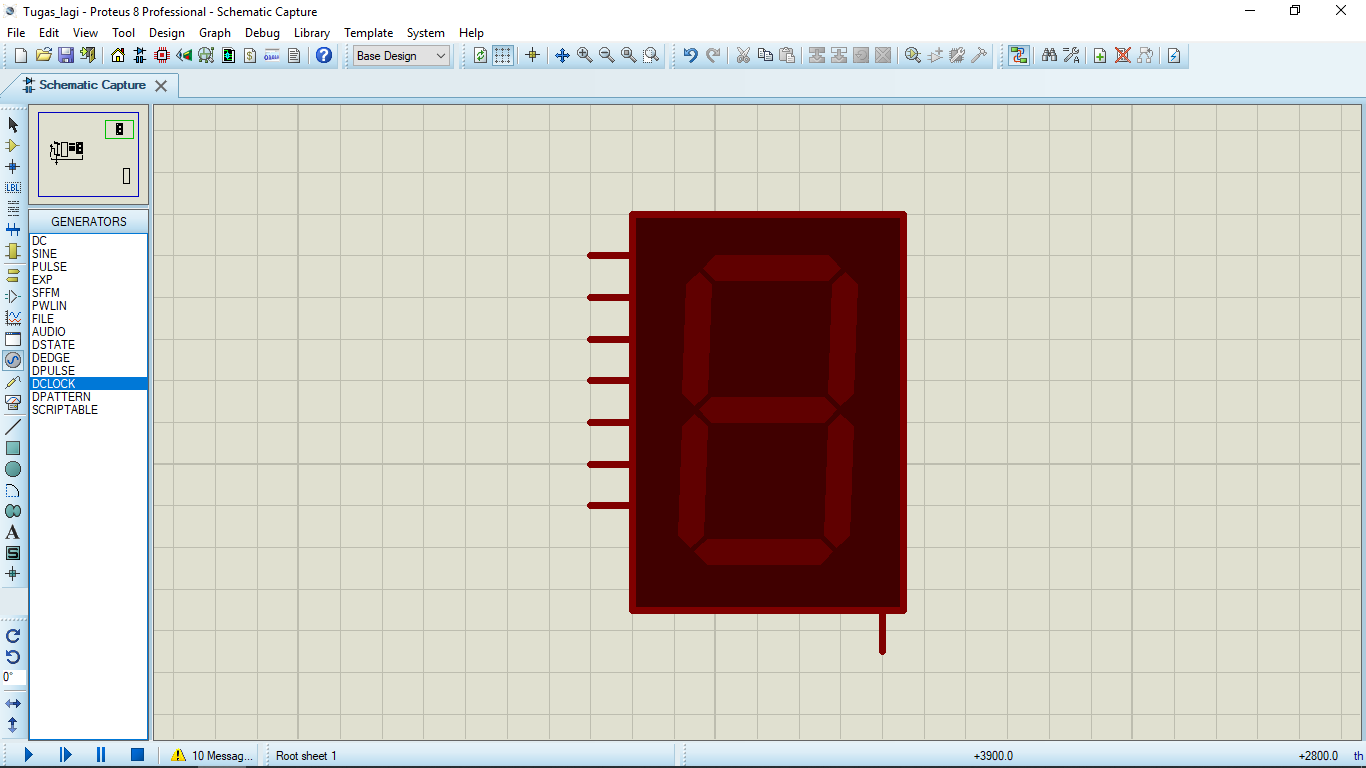 Tugas_lagi - Proteus 8 Professional - Schematic Capture
File Edit View Tool Design Graph Debug Library Template System Help
Base Design
Schematic Capture
LBL
GENERATORS
DC
SINE
PULSE
EXP
SFFM
PWLIN
FILE
AUDIO
DSTATE
DEDGE
DPULSE
DCLOCK
DPATTERN
SCRIPTABLE
A
S
0°
10 Messag...
Root sheet 1
+3900.0
+2800.0
th